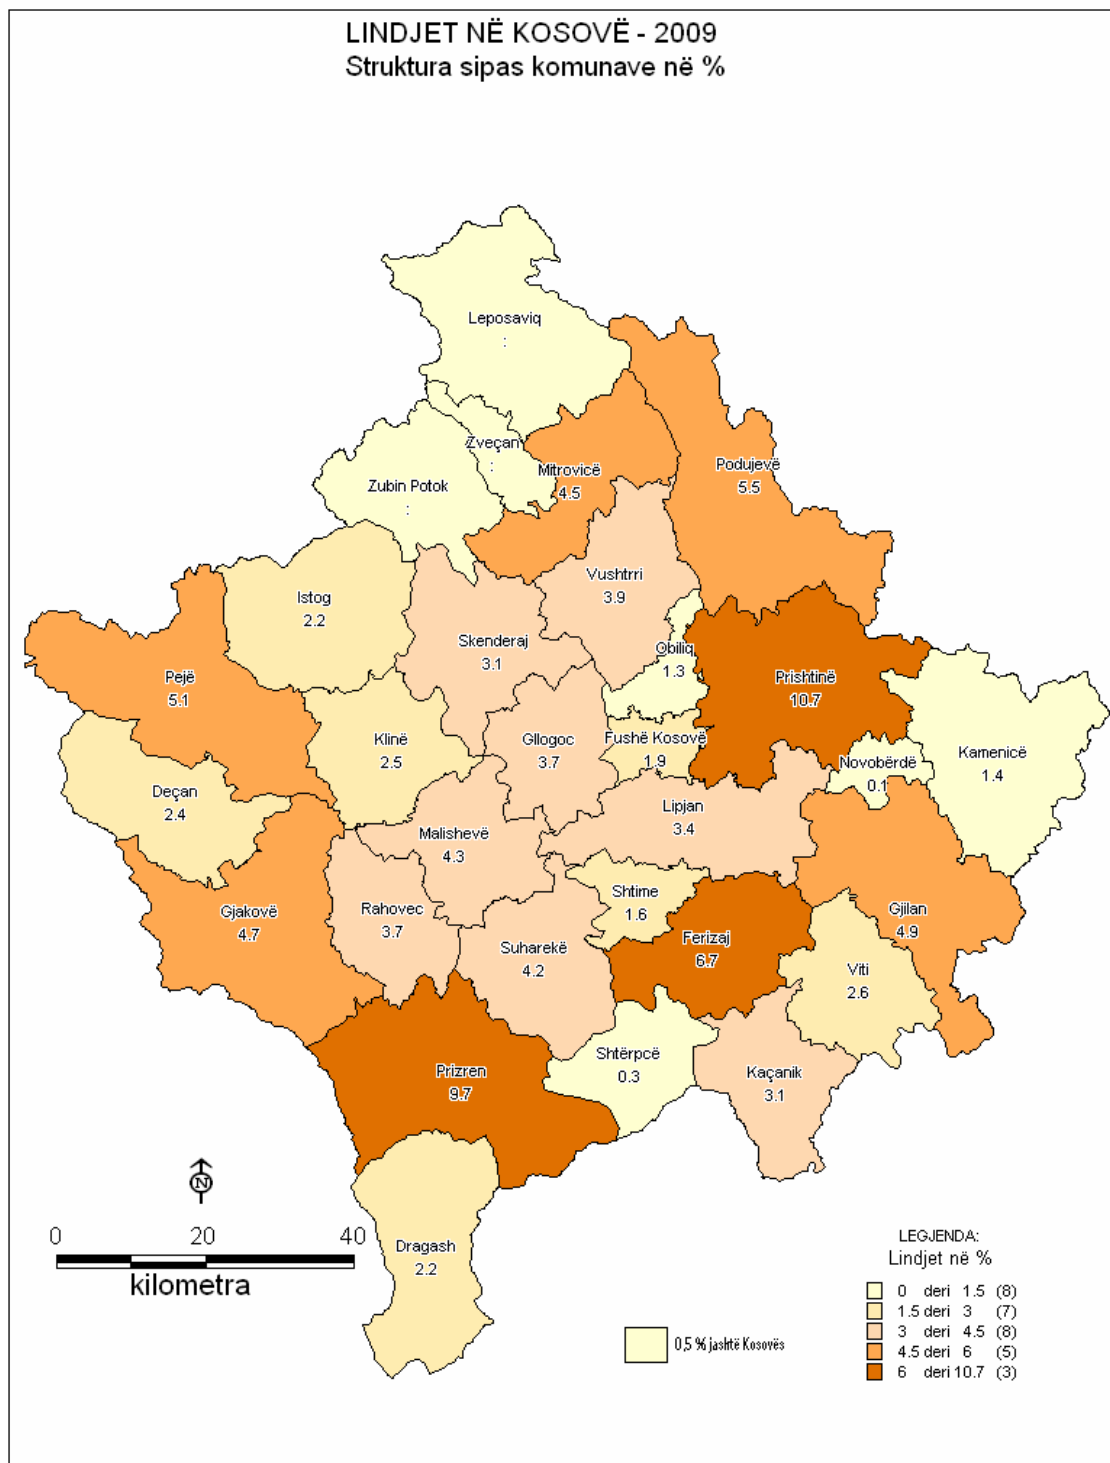 LINDJET NË KOSOVË - 2009
Struktura sipas komunave në %
Leposaviq
:
Zveçan
:
Mitrovicë
4.5
Podujevë
5.5
Zubin Potok
:
Vushtrri
3.9
Istog
2.2
Skenderaj
3.1
Obiliq
1.3
Pejë
5.1
Prishtinë
10.7
Klinë
2.5
Gllogoc
3.7
Fushë Kosovë
1.9
Novobërdë
0.1
Kamenicë
1.4
Deçan
2.4
Malishevë
4.3
Lipjan
3.4
Shtime
1.6
Gjakovë
4.7
Rahovec
3.7
Gjilan
4.9
Suharekë
4.2
Ferizaj
6.7
Viti
2.6
Shtërpcë
0.3
Prizren
9.7
Kaçanik
3.1
N
0 20 40
kilometra
Dragash
2.2
LEGJENDA:
Lindjet në %
0 deri 1.5 (8)
1.5 deri 3 (7)
3 deri 4.5 (8)
4.5 deri 6 (5)
6 deri 10.7 (3)
0,5 % jashtë Kosovës